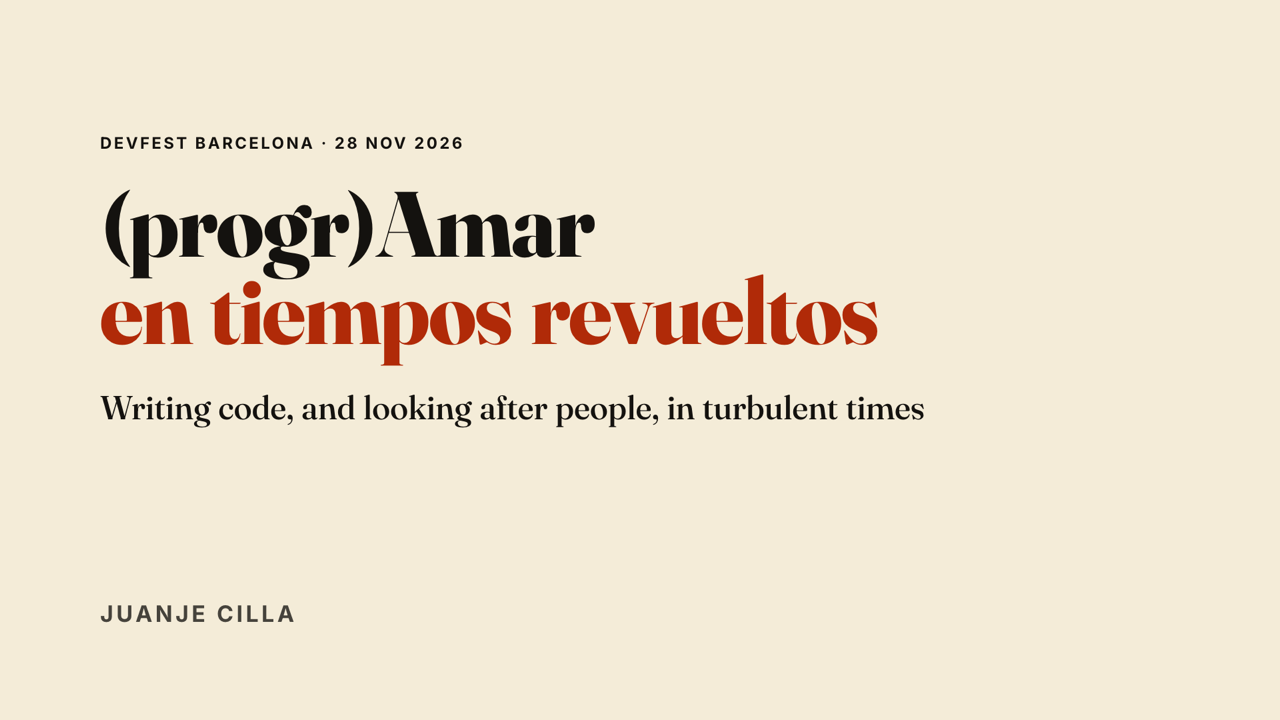 DEVFEST BARCELONA · 28 NOV 2026
(progr)Amar
en tiempos revueltos
Writing code, and looking after people, in turbulent times
JUANJE CILLA